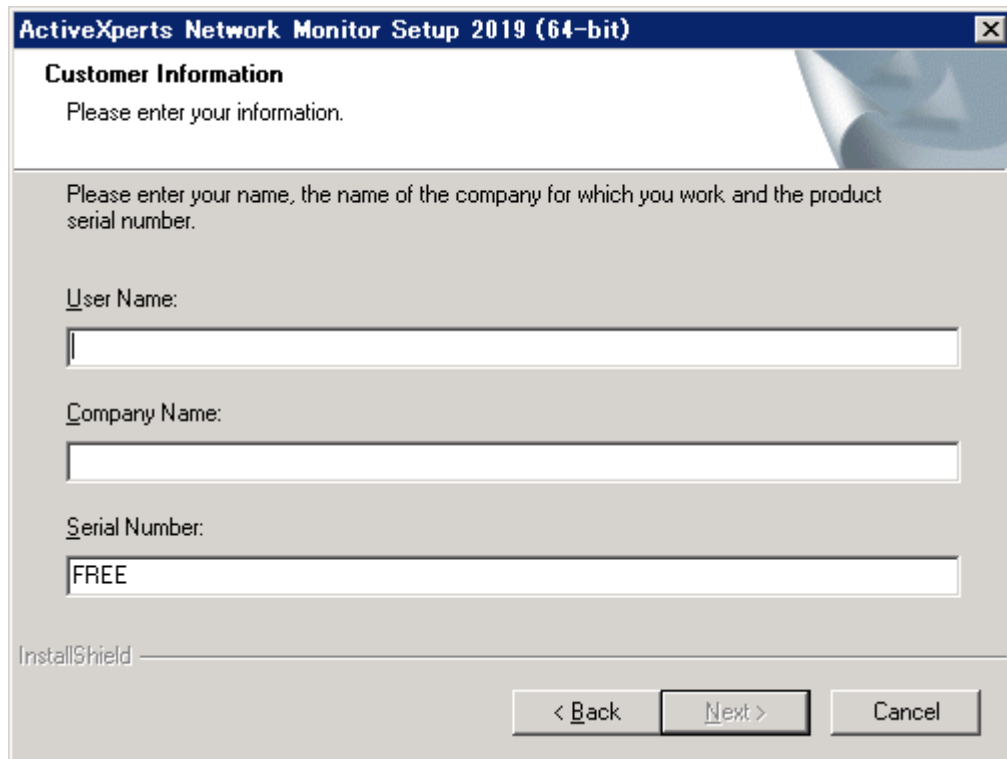 ActiveXperts Network Monitor Setup 2019 (64-bit)
Customer Information
Please enter your information.
Please enter your name, the name of the company for which you work and the product
serial number.
User Name:
Company Name:
Serial Number:
FREE
InstallShield
< Back Next > Cancel